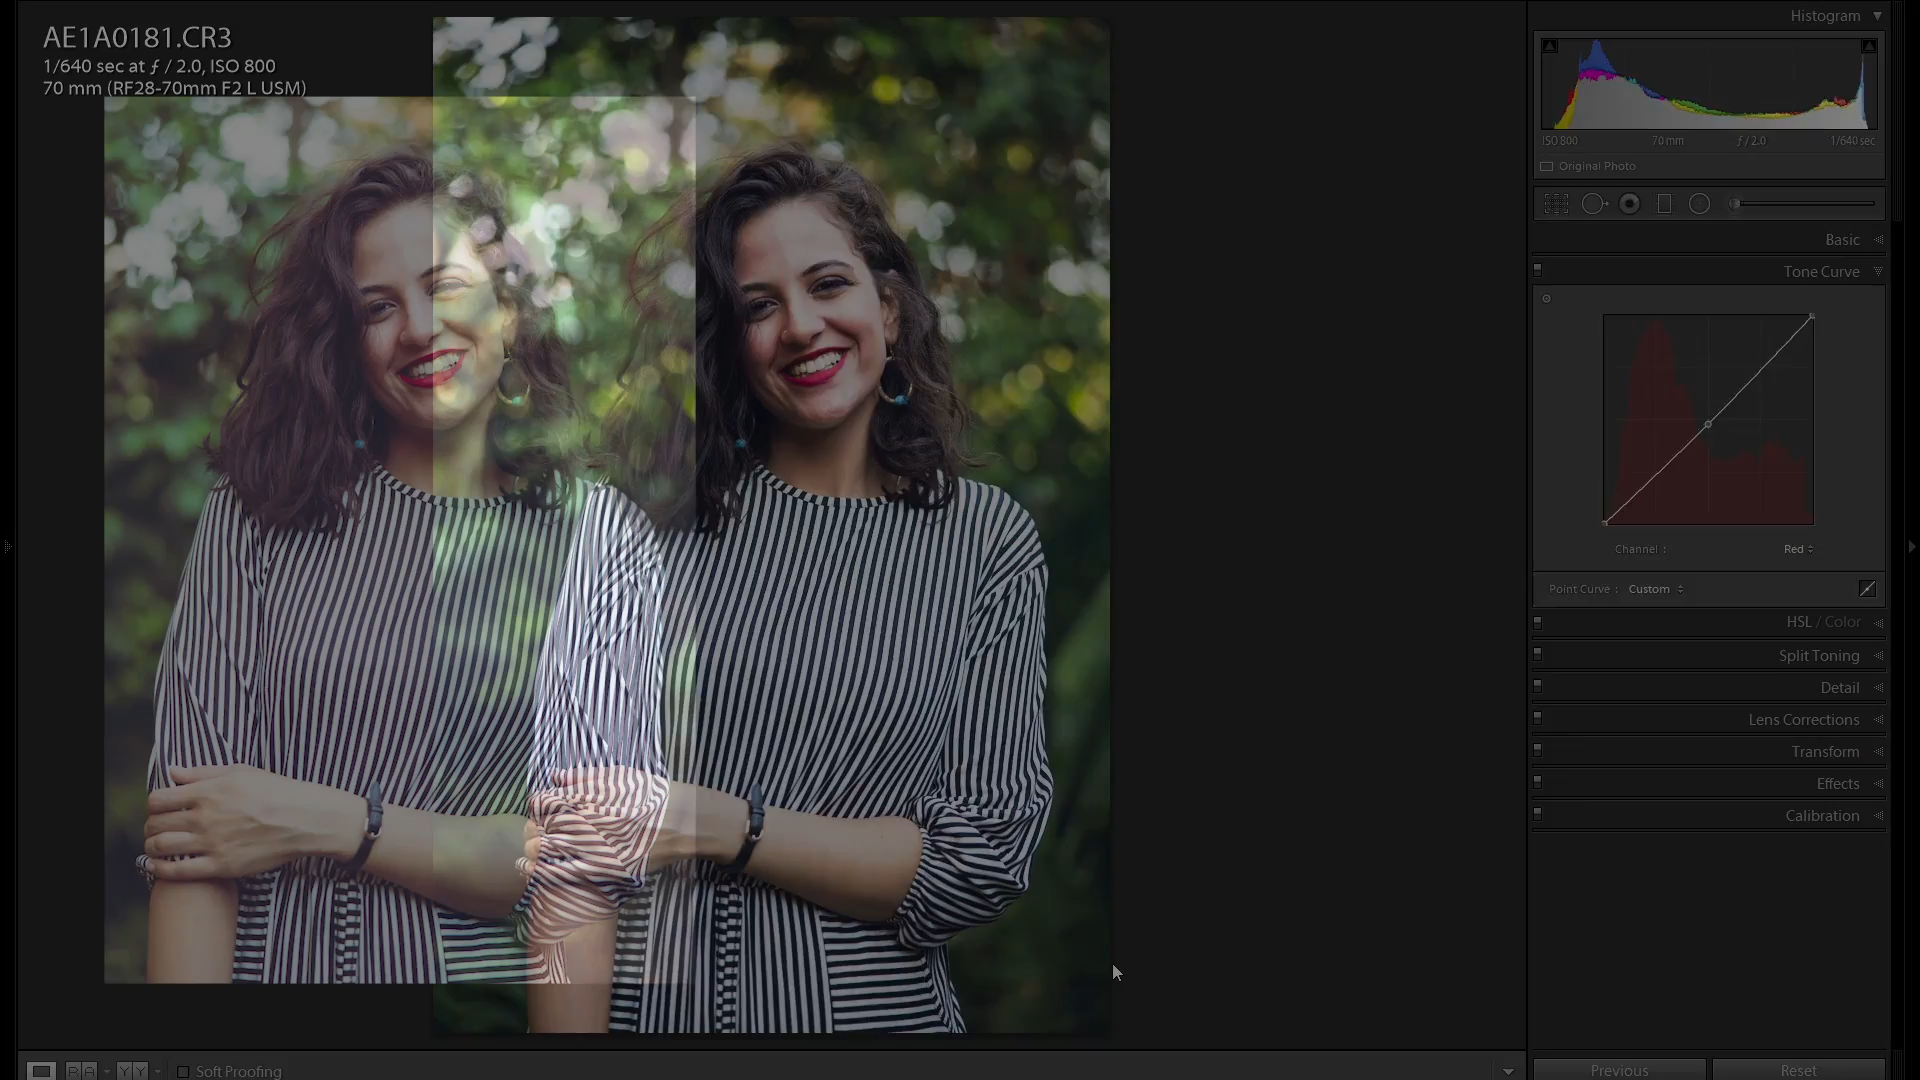 AE1A0181.CR3
1/640 sec at ƒ / 2.0, ISO 800
70 mm (RF28-70mm F2 L USM)
Histogram
ISO 800 70 mm ƒ / 2.0 1/640 sec
Original Photo
Basic
Tone Curve
Channel : Red
Point Curve : Custom
HSL / Color
Split Toning
Detail
Lens Corrections
Transform
Effects
Calibration
R A Y Y Soft Proofing
Previous Reset